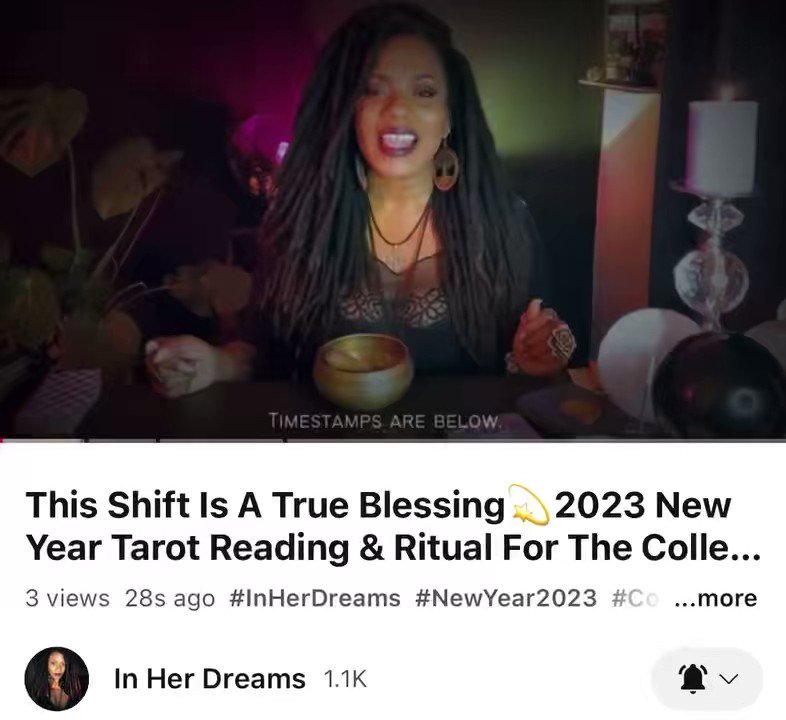 TIMESTAMPS ARE BELOW.
This Shift Is A True Blessing💫2023 New
Year Tarot Reading & Ritual For The Colle...
3 views 28s ago #InHerDreams #NewYear2023 #Co ...more
In Her Dreams 1.1K